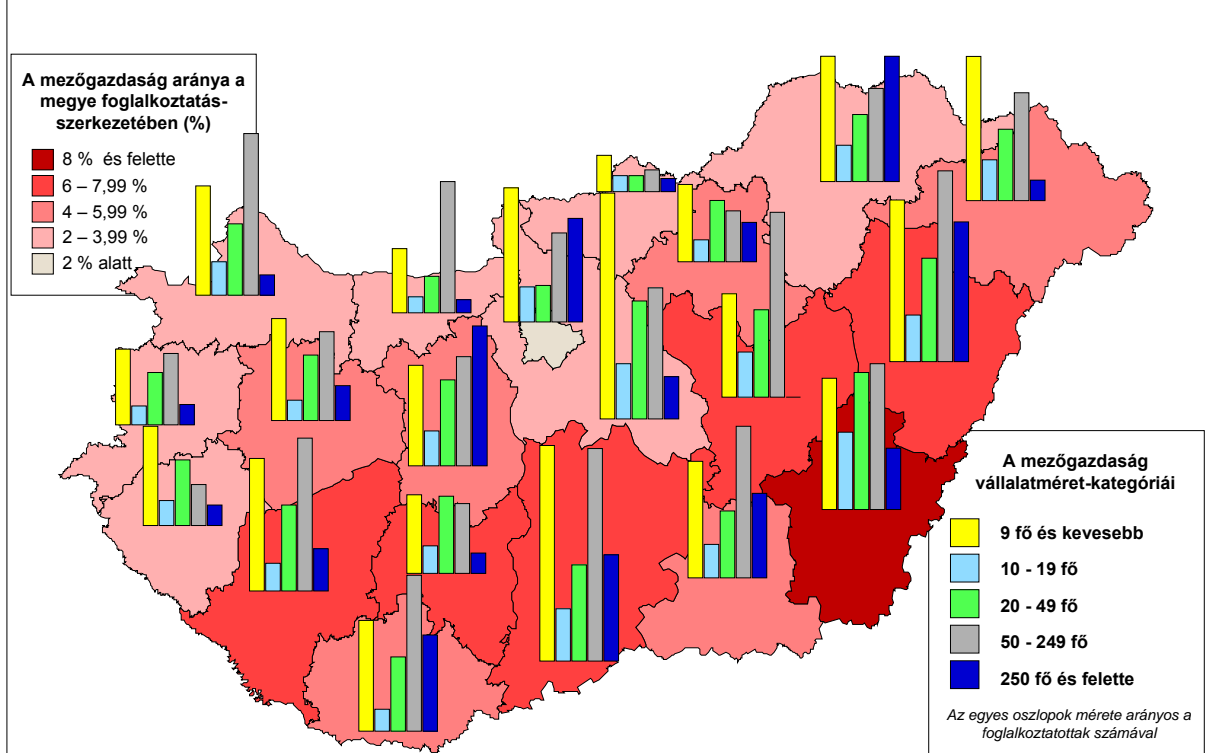 A mezőgazdaság aránya a
megye foglalkoztatás-
szerkezetében (%)
8 % és felette
6 – 7,99 %
4 – 5,99 %
2 – 3,99 %
2 % alatt
A mezőgazdaság
vállalatméret-kategóriái
9 fő és kevesebb
10 - 19 fő
20 - 49 fő
50 - 249 fő
250 fő és felette
Az egyes oszlopok mérete arányos a
foglalkoztatottak számával